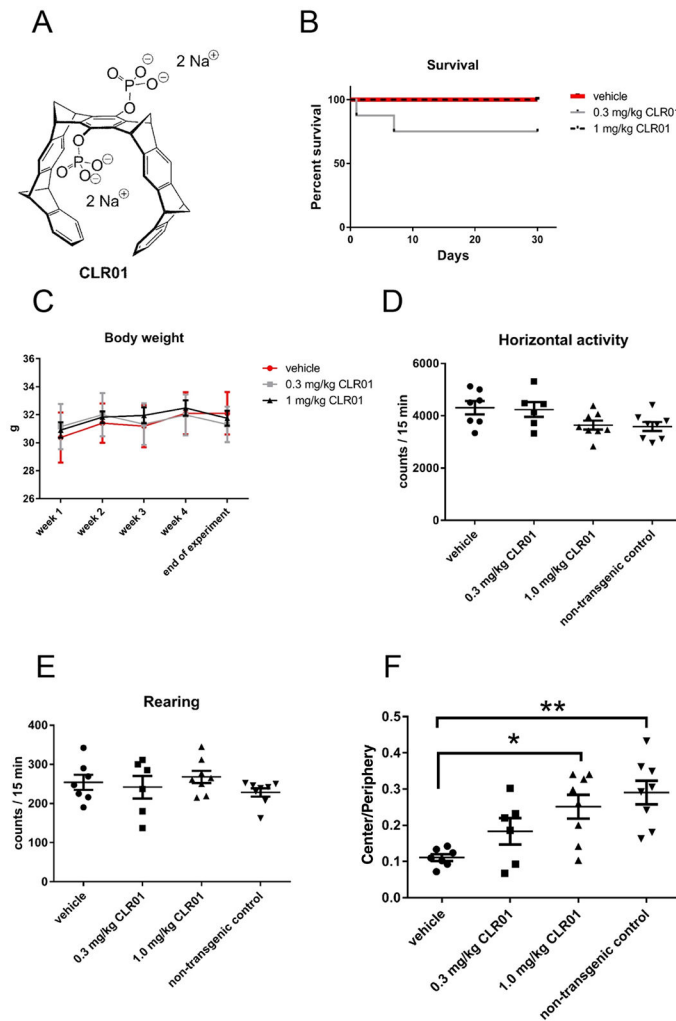 A
2 Na⊕
O
⊖
O
P
O
⊖
O
O
O
P
O
⊖
O
⊖
2 Na⊕
CLR01
B
Survival
Percent survival
100
50
0
0
10
20
30
Days
vehicle
0.3 mg/kg CLR01
1 mg/kg CLR01
C
Body weight
g
36
34
32
30
28
26
week 1
week 2
week 3
week 4
end of experiment
vehicle
0.3 mg/kg CLR01
1 mg/kg CLR01
D
Horizontal activity
counts / 15 min
6000
4000
2000
0
vehicle
0.3 mg/kg CLR01
1.0 mg/kg CLR01
non-transgenic control
E
Rearing
counts / 15 min
400
300
200
100
0
vehicle
0.3 mg/kg CLR01
1.0 mg/kg CLR01
non-transgenic control
F
Center/Periphery
0.5
0.4
0.3
0.2
0.1
0.0
**
*
vehicle
0.3 mg/kg CLR01
1.0 mg/kg CLR01
non-transgenic control